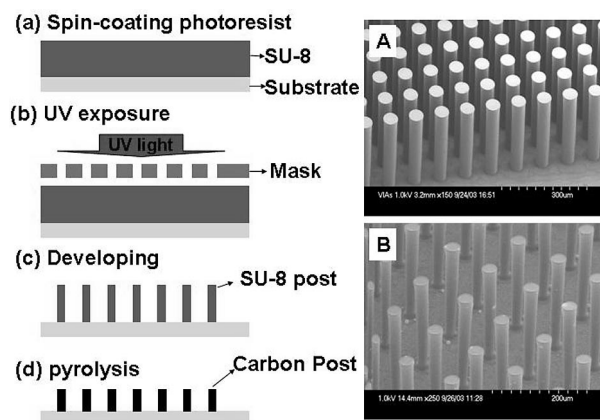 (a) Spin-coating photoresist
SU-8
Substrate
(b) UV exposure
UV light
Mask
(c) Developing
SU-8 post
(d) pyrolysis
Carbon Post
A
VIAs 1.0kV 3.2mm x150 9/24/03 16:51
300um
B
1.0kV 14.4mm x250 9/26/03 11:28
200um